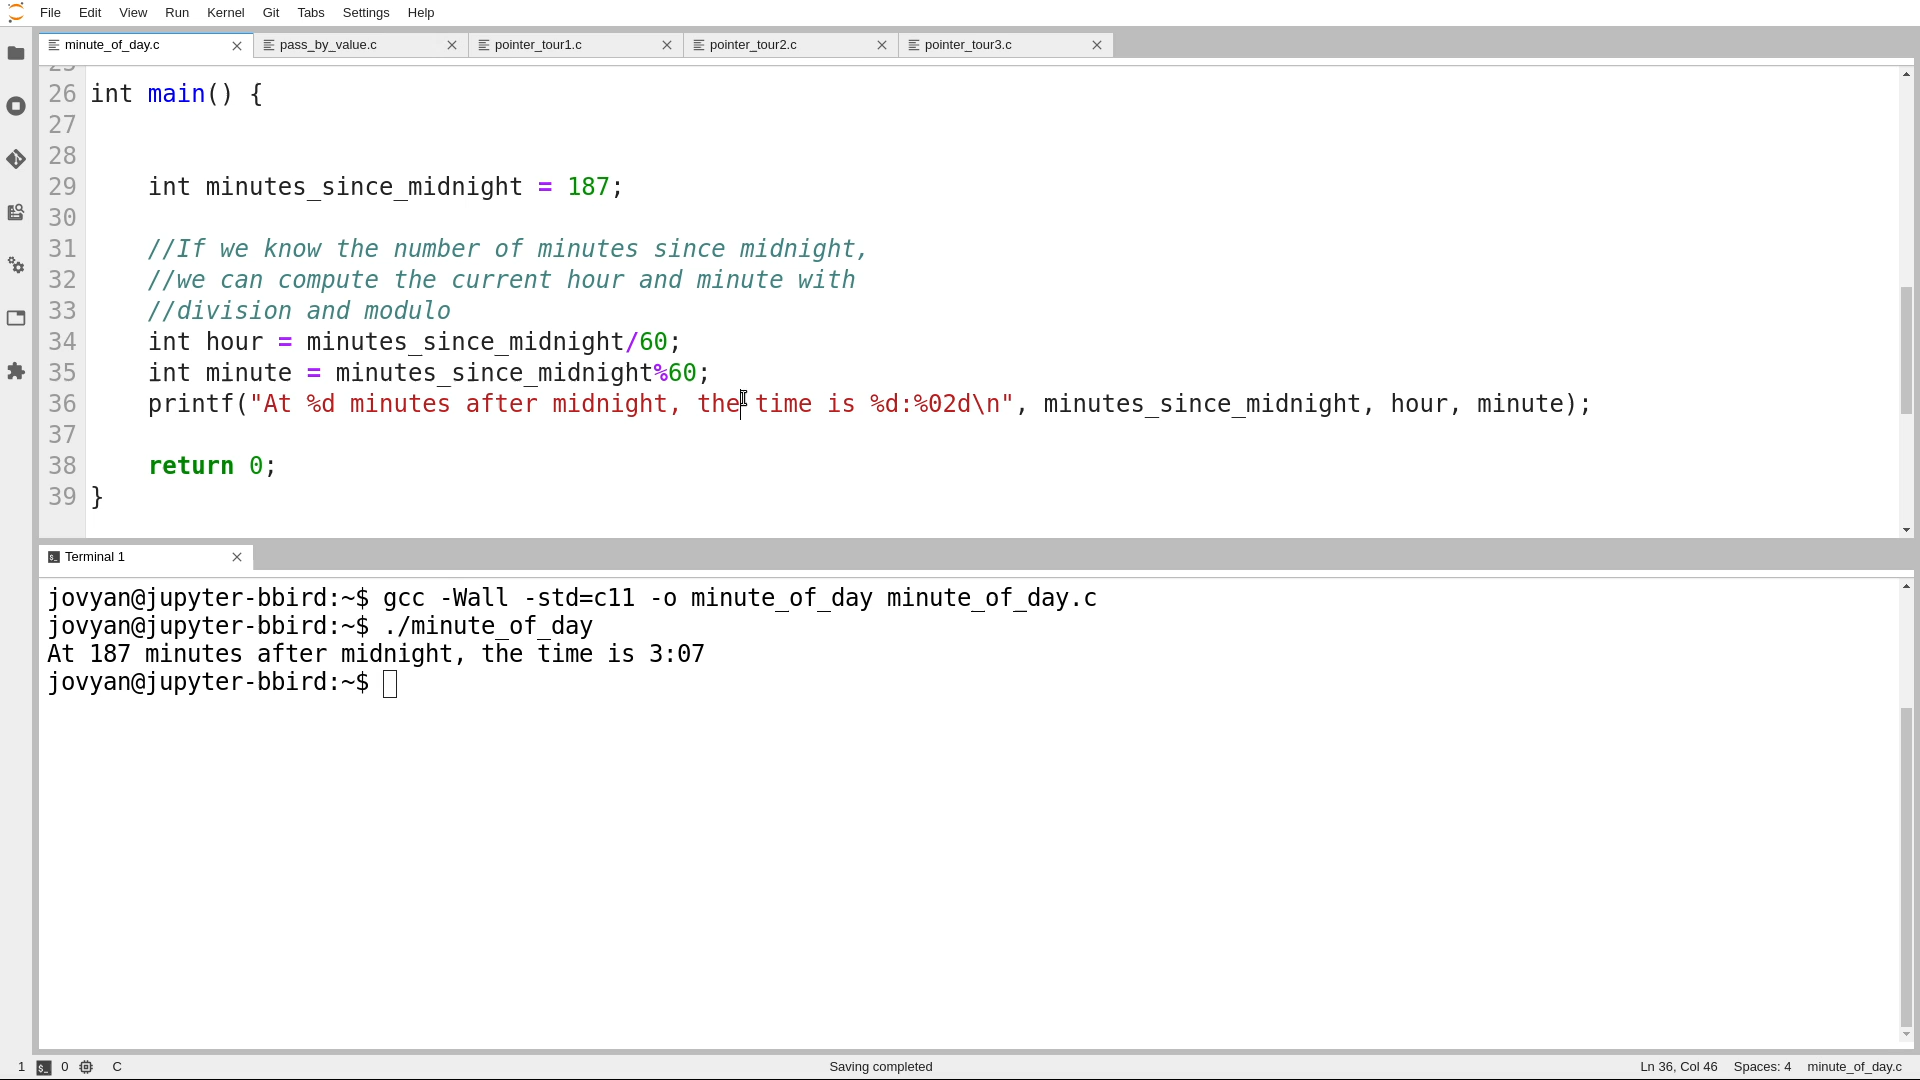 File Edit View Run Kernel Git Tabs Settings Help
minute_of_day.c pass_by_value.c pointer_tour1.c pointer_tour2.c pointer_tour3.c
25
26 int main() {
27
28
29     int minutes_since_midnight = 187;
30
31     //If we know the number of minutes since midnight,
32     //we can compute the current hour and minute with
33     //division and modulo
34     int hour = minutes_since_midnight/60;
35     int minute = minutes_since_midnight%60;
36     printf("At %d minutes after midnight, the time is %d:%02d\n", minutes_since_midnight, hour, minute);
37
38     return 0;
39 }
Terminal 1
jovyan@jupyter-bbird:~$ gcc -Wall -std=c11 -o minute_of_day minute_of_day.c
jovyan@jupyter-bbird:~$ ./minute_of_day
At 187 minutes after midnight, the time is 3:07
jovyan@jupyter-bbird:~$
1 0 C Saving completed Ln 36, Col 46 Spaces: 4 minute_of_day.c